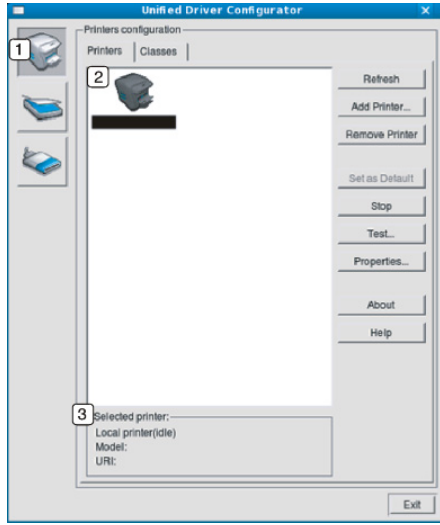 Unified Driver Configurator
1
Printers configuration
Printers
Classes
2
Refresh
Add Printer...
Remove Printer
Set as Default
Stop
Test...
Properties...
About
Help
3
Selected printer:
Local printer(idle)
Model:
URI:
Exit